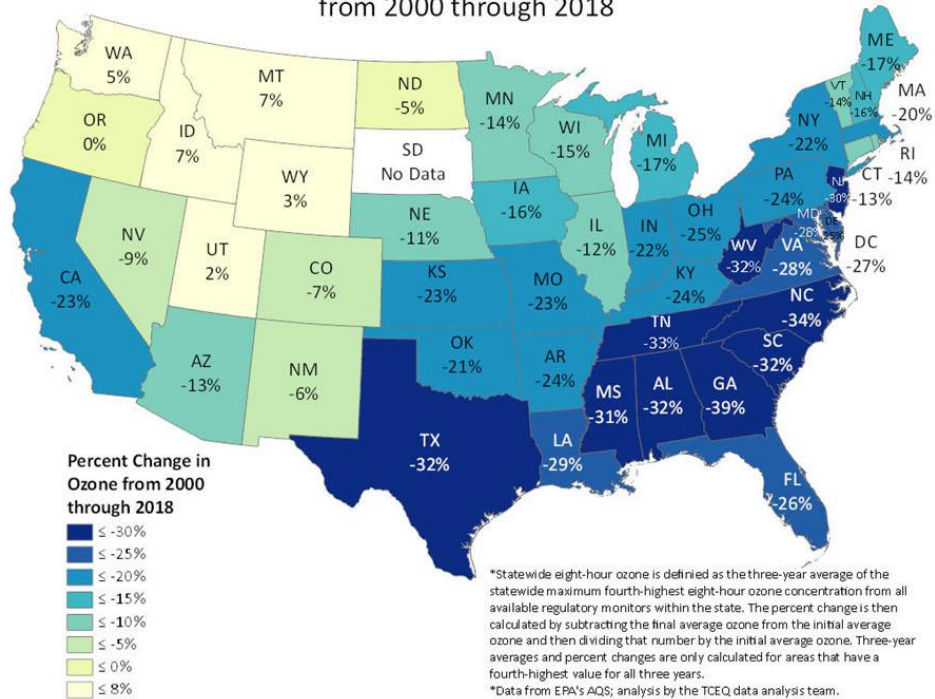 from 2000 through 2018
WA
5%
MT
7%
ND
-5%
MN
-14%
ME
-17%
OR
0%
ID
7%
WY
3%
SD
No Data
WI
-15%
MI
-17%
VT
-14%
NH
-16%
MA
-20%
NY
-22%
RI
-14%
CT
-13%
NV
-9%
UT
2%
CO
-7%
NE
-11%
IA
-16%
IL
-12%
IN
-22%
OH
-25%
PA
-24%
NJ
-30%
MD
-28%
DE
-25%
DC
-27%
CA
-23%
KS
-23%
MO
-23%
KY
-24%
WV
-32%
VA
-28%
AZ
-13%
NM
-6%
OK
-21%
AR
-24%
TN
-33%
NC
-34%
SC
-32%
TX
-32%
LA
-29%
MS
-31%
AL
-32%
GA
-39%
FL
-26%
Percent Change in
Ozone from 2000
through 2018
≤ -30%
≤ -25%
≤ -20%
≤ -15%
≤ -10%
≤ -5%
≤ 0%
≤ 8%
*Statewide eight-hour ozone is definied as the three-year average of the
statewide maximum fourth-highest eight-hour ozone concentration from all
available regulatory monitors within the state. The percent change is then
calculated by subtracting the final average ozone from the initial average
ozone and then dividing that number by the initial average ozone. Three-year
averages and percent changes are only calculated for areas that have a
fourth-highest value for all three years.
*Data from EPA's AQS; analysis by the TCEQ data analysis team.